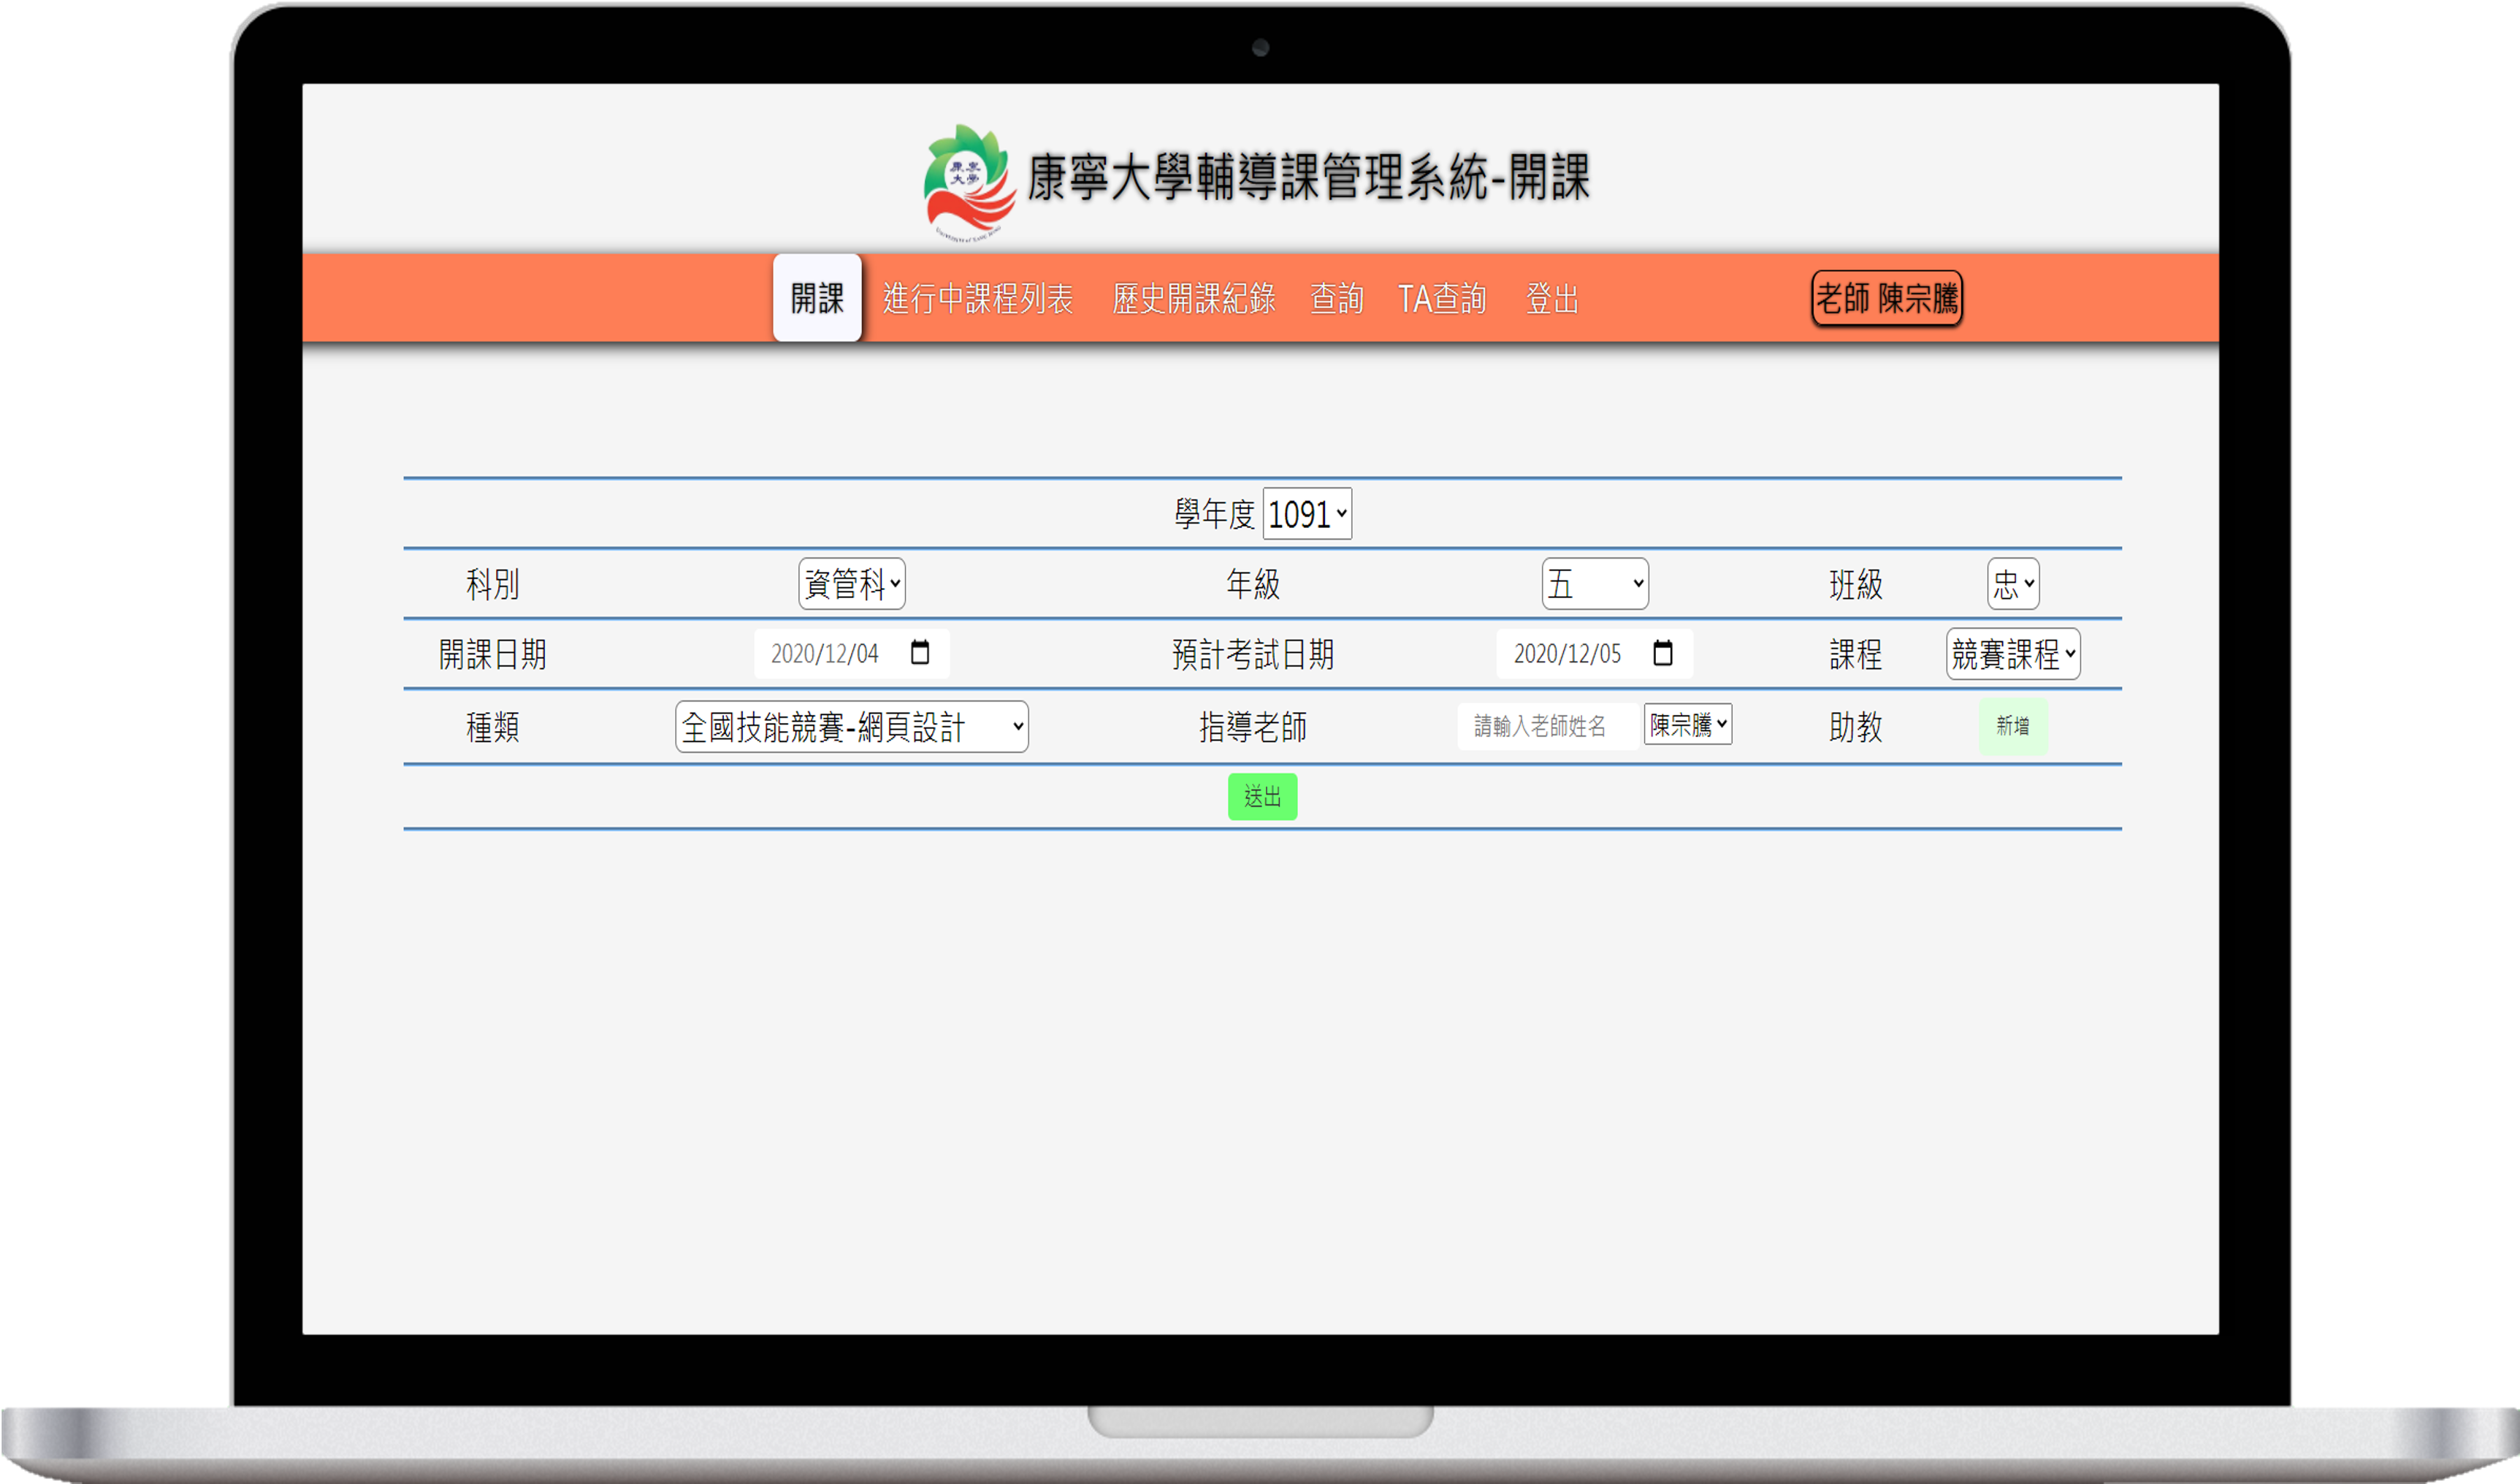 康寧
大學
康寧大學輔導課管理系統-開課
開課 進行中課程列表 歷史開課紀錄 查詢 TA查詢 登出 老師 陳宗騰
學年度 1091
科別 資管科 年級 五 班級 忠
開課日期 2020/12/04 預計考試日期 2020/12/05 課程 競賽課程
種類 全國技能競賽-網頁設計 指導老師 請輸入老師姓名 陳宗騰 助教 新增
送出